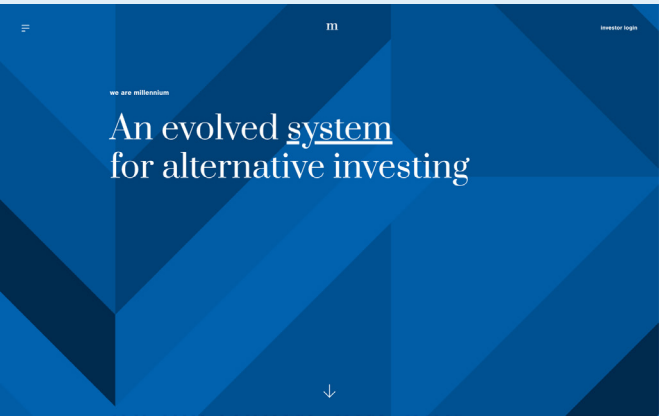 m
investor login
we are millennium
An evolved system
for alternative investing